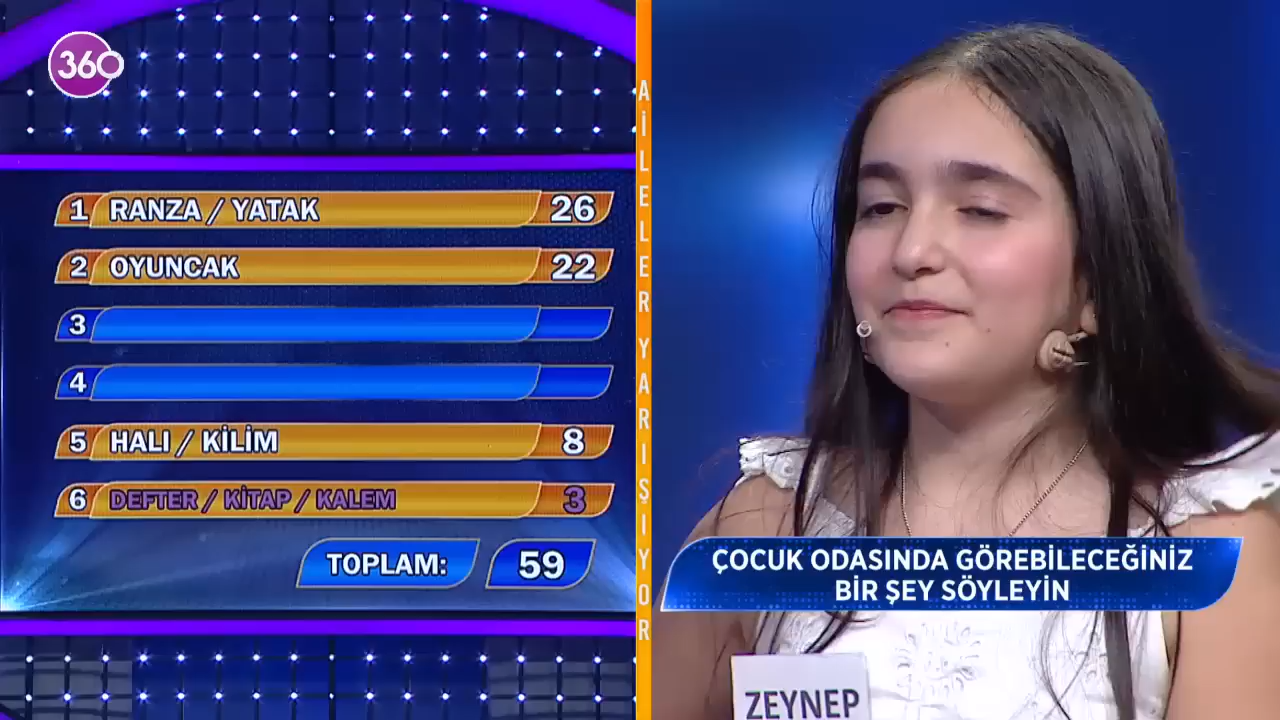 360
1 RANZA / YATAK 26
2 OYUNCAK 22
3
4
5 HALI / KİLİM 8
6 DEFTER / KİTAP / KALEM 3
TOPLAM: 59
AİLELER YARIŞIYOR
ÇOCUK ODASINDA GÖREBİLECEĞİNİZ
BİR ŞEY SÖYLEYİN
ZEYNEP